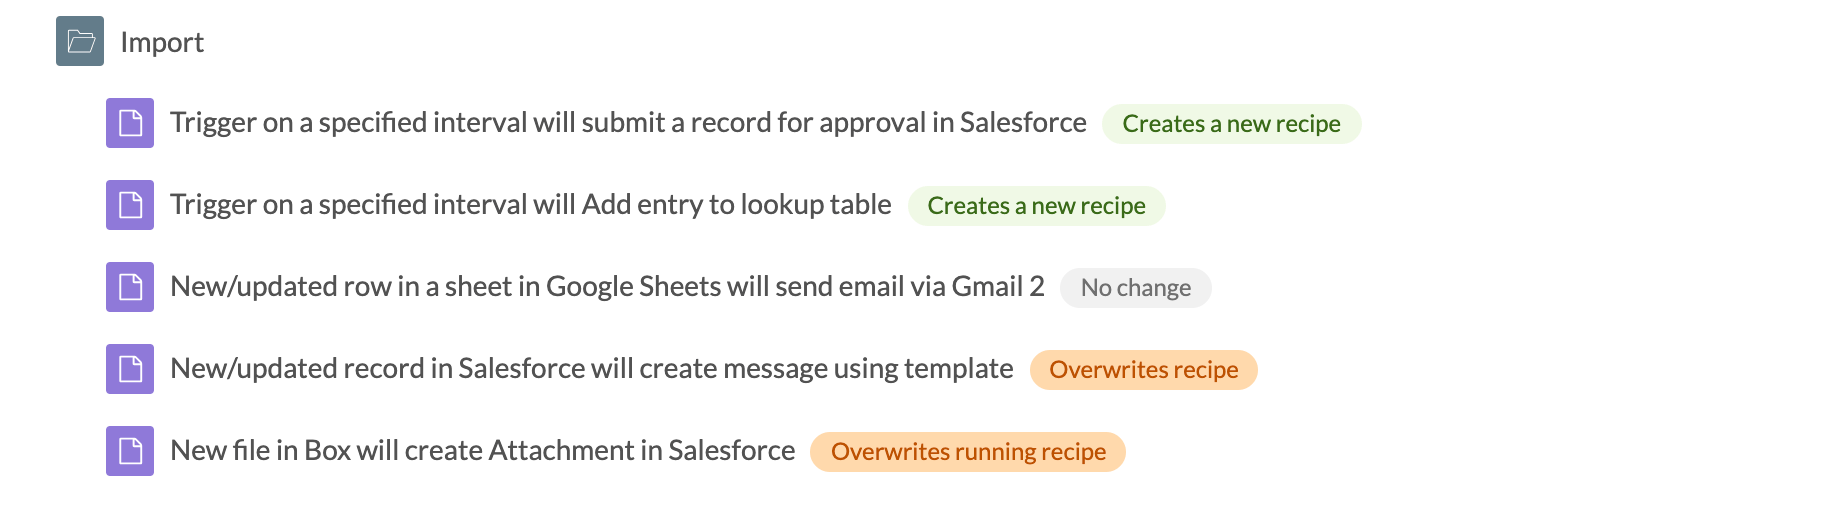 Import
Trigger on a specified interval will submit a record for approval in Salesforce Creates a new recipe
Trigger on a specified interval will Add entry to lookup table Creates a new recipe
New/updated row in a sheet in Google Sheets will send email via Gmail 2 No change
New/updated record in Salesforce will create message using template Overwrites recipe
New file in Box will create Attachment in Salesforce Overwrites running recipe